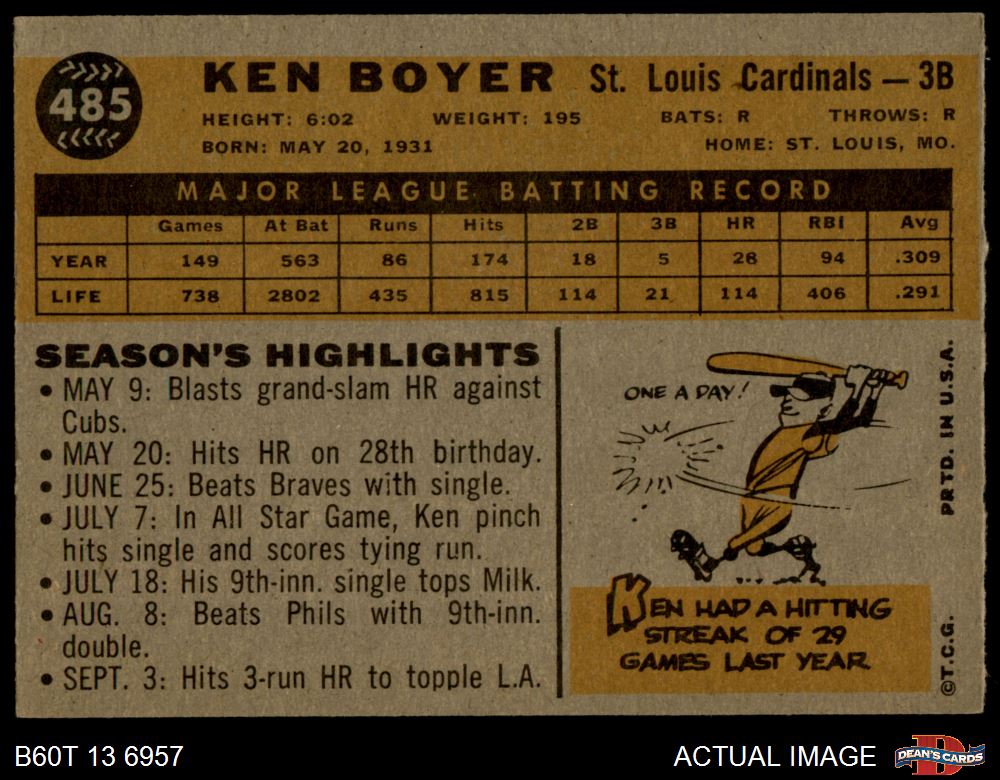 485
KEN BOYER St. Louis Cardinals — 3B
HEIGHT: 6:02 WEIGHT: 195 BATS: R THROWS: R
BORN: MAY 20, 1931 HOME: ST. LOUIS, MO.
MAJOR LEAGUE BATTING RECORD
Games At Bat Runs Hits 2B 3B HR RBI Avg
YEAR 149 563 86 174 18 5 28 94 .309
LIFE 738 2802 435 815 114 21 114 406 .291
SEASON'S HIGHLIGHTS
• MAY 9: Blasts grand-slam HR against
Cubs.
• MAY 20: Hits HR on 28th birthday.
• JUNE 25: Beats Braves with single.
• JULY 7: In All Star Game, Ken pinch
hits single and scores tying run.
• JULY 18: His 9th-inn. single tops Milk.
• AUG. 8: Beats Phils with 9th-inn.
double.
• SEPT. 3: Hits 3-run HR to topple L.A.
ONE A DAY!
KEN HAD A HITTING
STREAK OF 29
GAMES LAST YEAR
©T.C.G. PRTD. IN U.S.A.
B60T 13 6957
ACTUAL IMAGE
D
DEAN'S CARDS